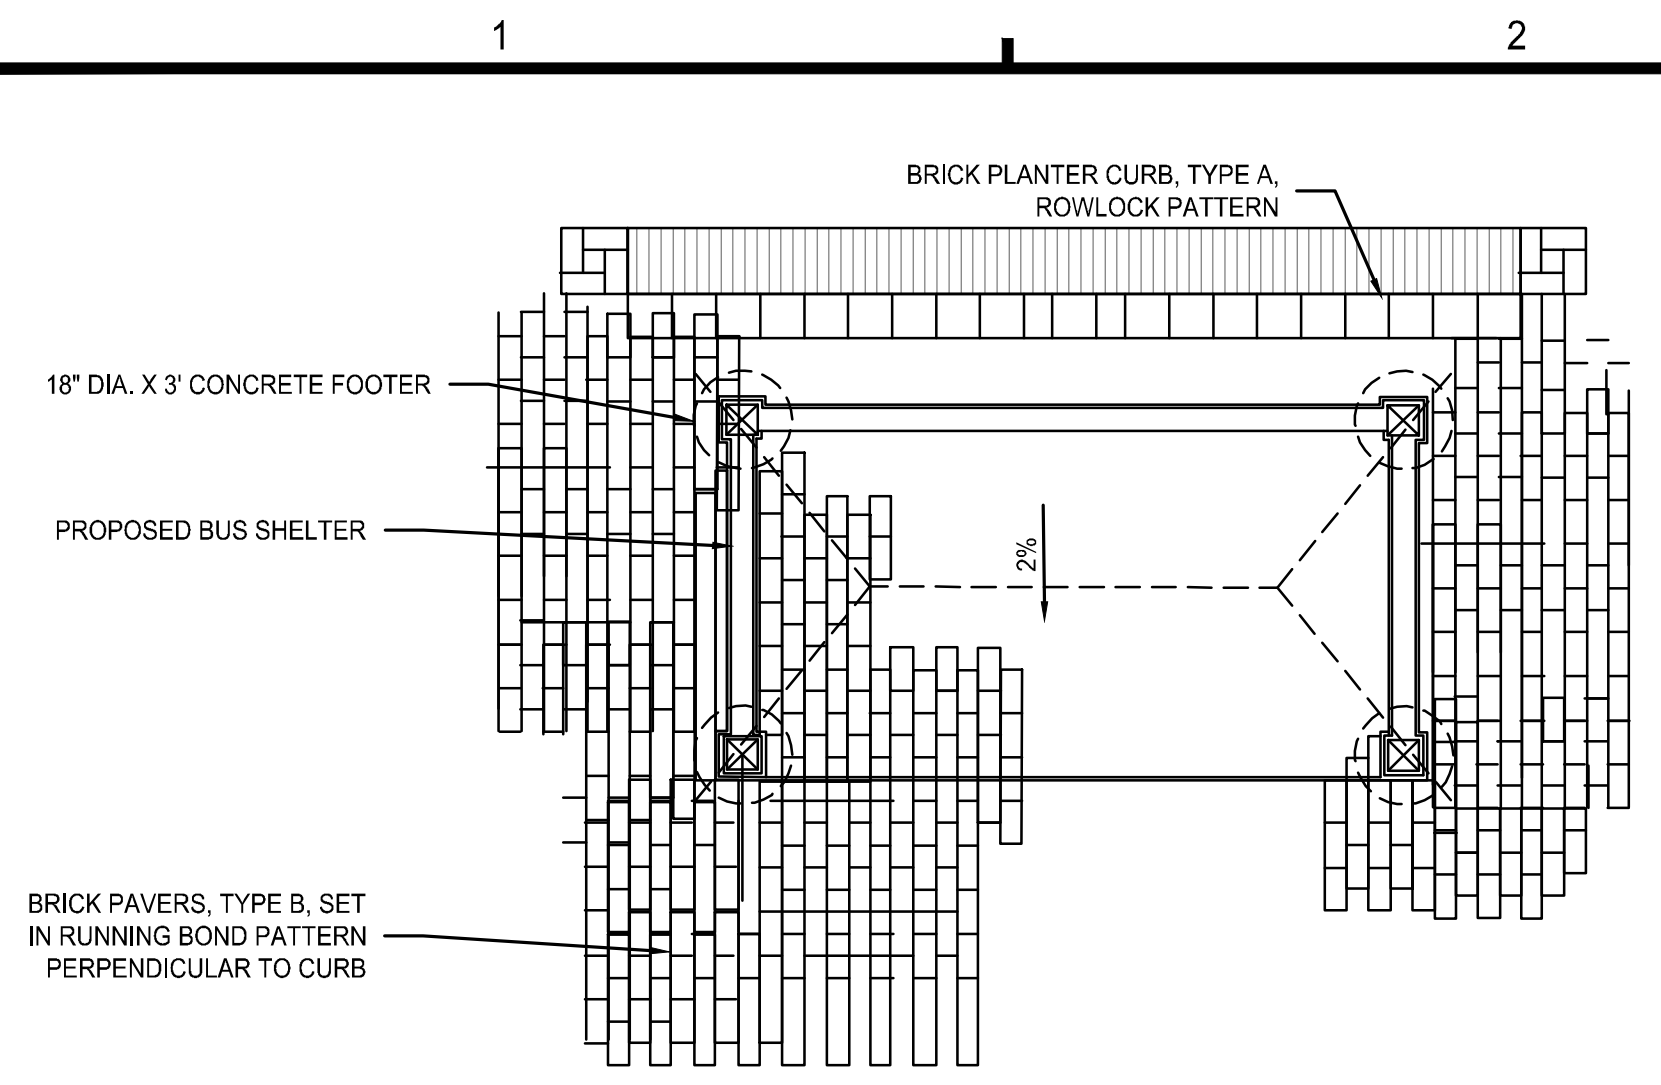 1
2
BRICK PLANTER CURB, TYPE A,
ROWLOCK PATTERN
18" DIA. X 3' CONCRETE FOOTER
PROPOSED BUS SHELTER
2%
BRICK PAVERS, TYPE B, SET
IN RUNNING BOND PATTERN
PERPENDICULAR TO CURB